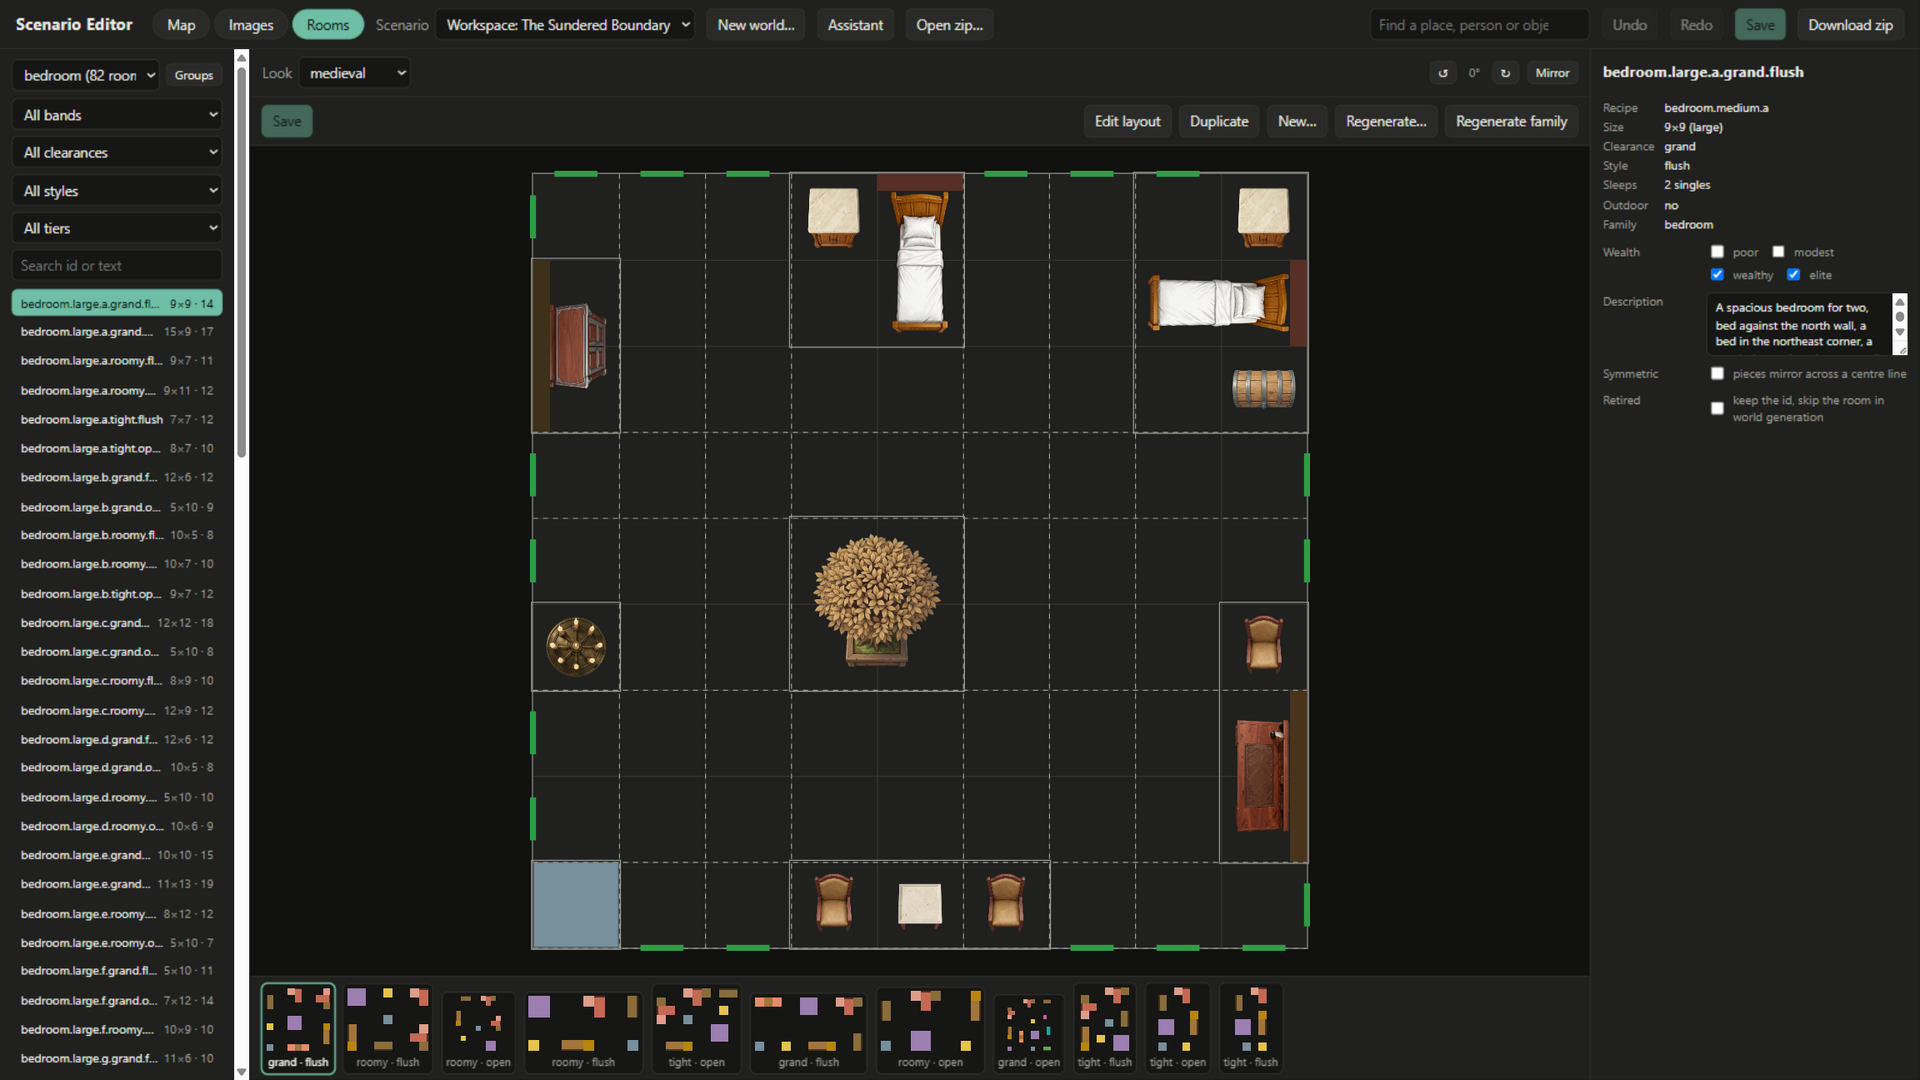 Scenario Editor
Map
Images
Rooms
Scenario
Workspace: The Sundered Boundary
New world...
Assistant
Open zip...
Find a place, person or obje
Undo
Redo
Save
Download zip
bedroom (82 roor
Groups
All bands
All clearances
All styles
All tiers
Search id or text
bedroom.large.a.grand.fl... 9×9 · 14
bedroom.large.a.grand.... 15×9 · 17
bedroom.large.a.roomy.fl... 9×7 · 11
bedroom.large.a.roomy.... 9×11 · 12
bedroom.large.a.tight.flush 7×7 · 12
bedroom.large.a.tight.op... 8×7 · 10
bedroom.large.b.grand.f... 12×6 · 12
bedroom.large.b.grand.o... 5×10 · 9
bedroom.large.b.roomy.fl... 10×5 · 8
bedroom.large.b.roomy.... 10×7 · 10
bedroom.large.b.tight.op... 9×7 · 12
bedroom.large.c.grand... 12×12 · 18
bedroom.large.c.grand.o... 5×10 · 8
bedroom.large.c.roomy.fl... 8×9 · 10
bedroom.large.c.roomy.... 12×9 · 12
bedroom.large.d.grand.f... 12×6 · 12
bedroom.large.d.grand.o... 10×5 · 8
bedroom.large.d.roomy.... 5×10 · 10
bedroom.large.d.roomy.o... 10×6 · 9
bedroom.large.e.grand... 10×10 · 15
bedroom.large.e.grand... 11×13 · 19
bedroom.large.e.roomy.... 8×12 · 12
bedroom.large.e.roomy.o... 5×10 · 7
bedroom.large.f.grand.fl... 5×10 · 11
bedroom.large.f.grand.o... 7×12 · 14
bedroom.large.f.roomy.... 10×9 · 10
bedroom.large.g.grand.f... 11×6 · 10
Look
medieval
0°
Mirror
Save
Edit layout
Duplicate
New...
Regenerate...
Regenerate family
grand · flush
roomy · flush
roomy · open
roomy · flush
tight · open
grand · flush
roomy · open
grand · open
tight · flush
tight · open
tight · flush
bedroom.large.a.grand.flush
Recipe bedroom.medium.a
Size 9×9 (large)
Clearance grand
Style flush
Sleeps 2 singles
Outdoor no
Family bedroom
Wealth poor modest
wealthy elite
Description
A spacious bedroom for two,
bed against the north wall, a
bed in the northeast corner, a
Symmetric pieces mirror across a centre line
Retired keep the id, skip the room in
world generation